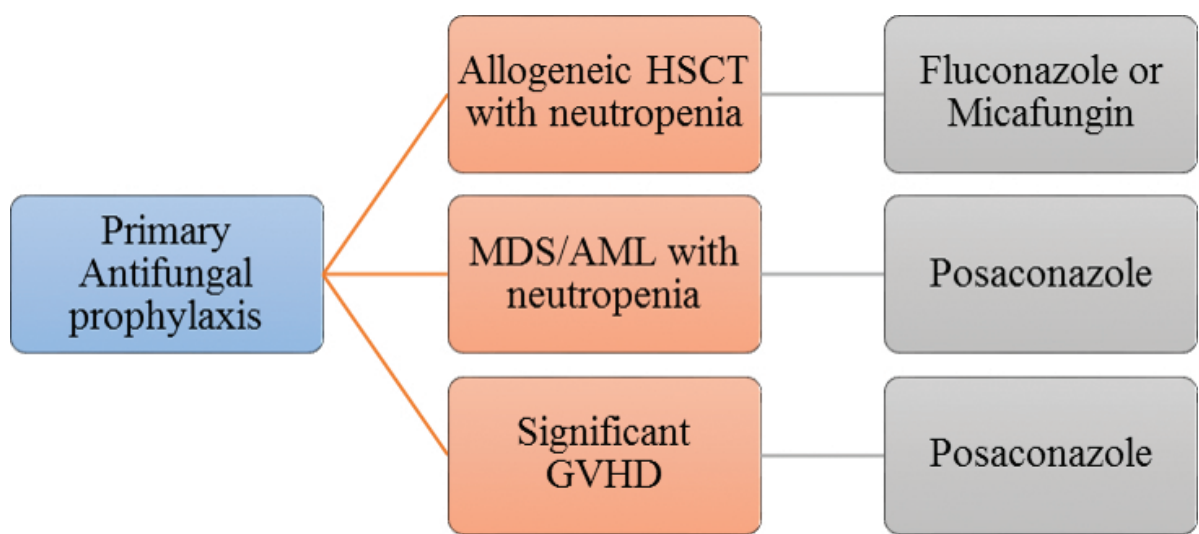 Primary
Antifungal
prophylaxis
Allogeneic HSCT
with neutropenia
Fluconazole or
Micafungin
MDS/AML with
neutropenia
Posaconazole
Significant
GVHD
Posaconazole